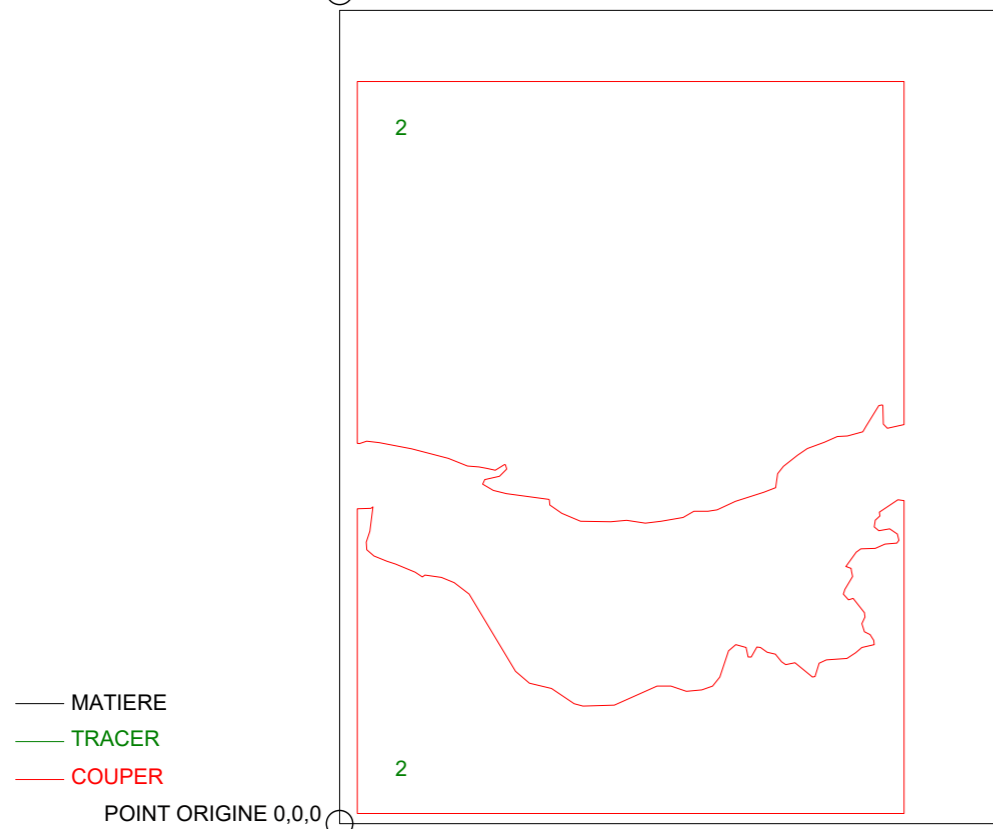 2
MATIERE
TRACER
2
COUPER
POINT ORIGINE 0,0,0